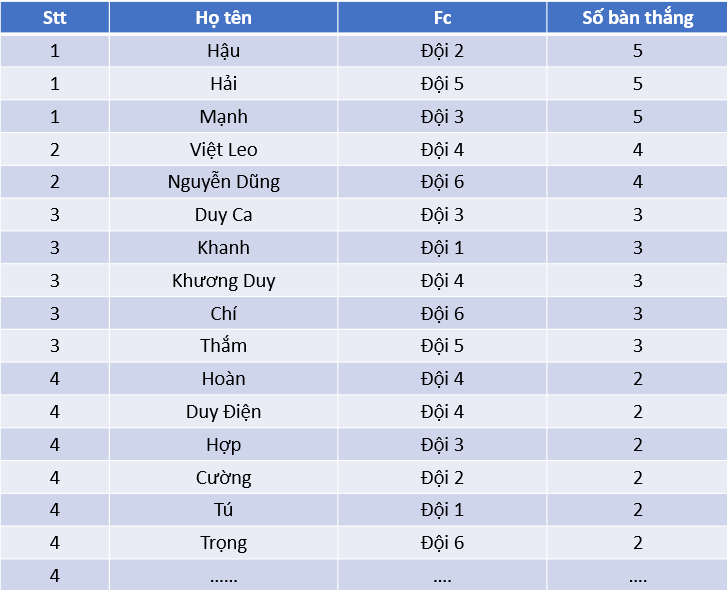 Stt Họ tên Fc Số bàn thắng
1 Hậu Đội 2 5
1 Hải Đội 5 5
1 Mạnh Đội 3 5
2 Việt Leo Đội 4 4
2 Nguyễn Dũng Đội 6 4
3 Duy Ca Đội 3 3
3 Khanh Đội 1 3
3 Khương Duy Đội 4 3
3 Chí Đội 6 3
3 Thắm Đội 5 3
4 Hoàn Đội 4 2
4 Duy Điện Đội 4 2
4 Hợp Đội 3 2
4 Cường Đội 2 2
4 Tú Đội 1 2
4 Trọng Đội 6 2
4 ...... .... ....